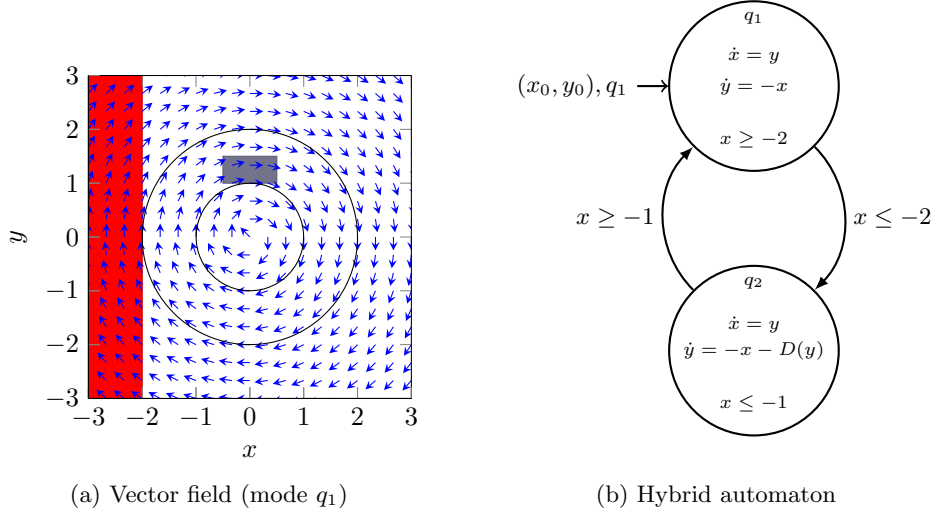 3
2
1
0
−1
−2
−3
y
−3 −2 −1 0 1 2 3
x
(a) Vector field (mode q₁)
q₁
ẋ = y
ẏ = −x
x ≥ −2
(x₀, y₀), q₁
x ≥ −1
x ≤ −2
q₂
ẋ = y
ẏ = −x − D(y)
x ≤ −1
(b) Hybrid automaton